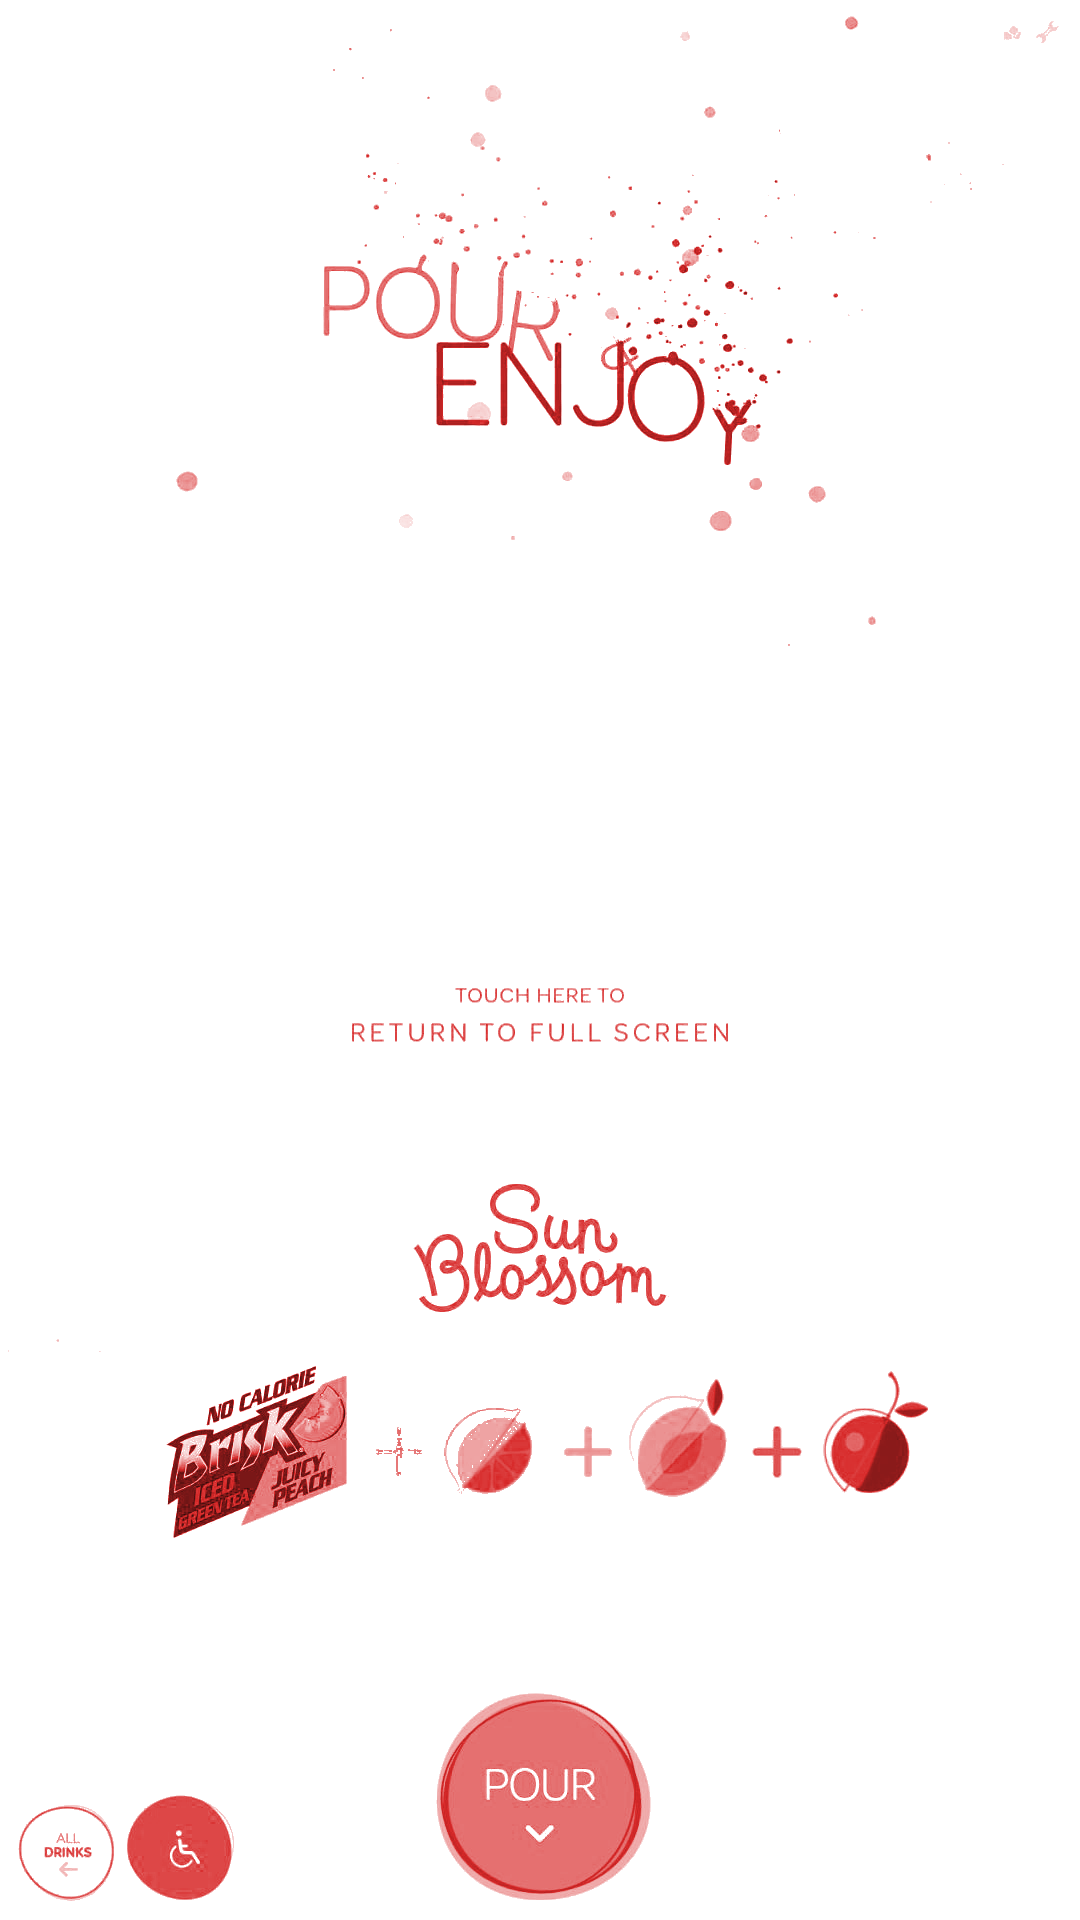 POUR
&
ENJOY
TOUCH HERE TO
RETURN TO FULL SCREEN
Sun
Blossom
NO CALORIE
Brisk
ICED
GREEN TEA
JUICY
PEACH
POUR
ALL
DRINKS